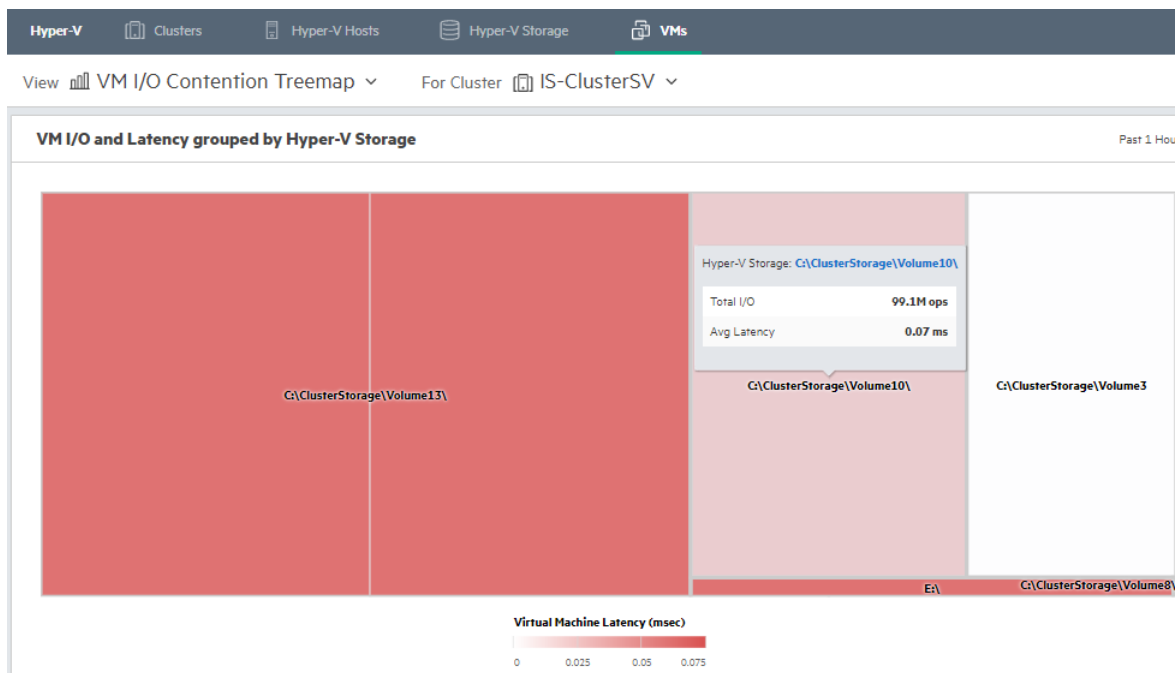 Hyper-V Clusters Hyper-V Hosts Hyper-V Storage VMs
View VM I/O Contention Treemap For Cluster IS-ClusterSV
VM I/O and Latency grouped by Hyper-V Storage Past 1 Hou
Hyper-V Storage: C:\ClusterStorage\Volume10\
Total I/O 99.1M ops
Avg Latency 0.07 ms
C:\ClusterStorage\Volume13\ C:\ClusterStorage\Volume10\ C:\ClusterStorage\Volume3
E:\ C:\ClusterStorage\Volume8\
Virtual Machine Latency (msec)
0 0.025 0.05 0.075